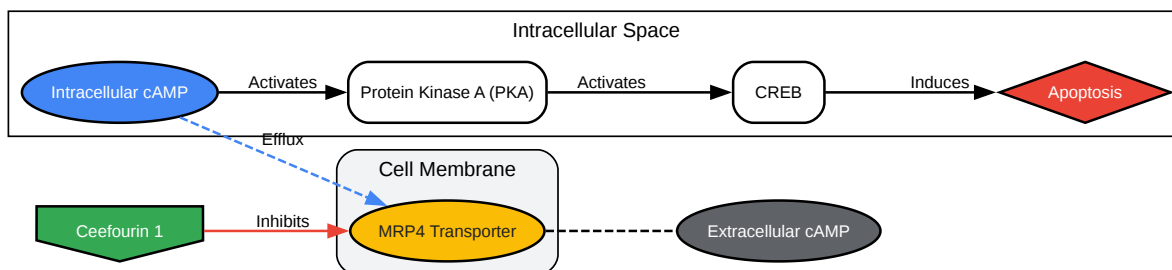 Intracellular Space
Intracellular cAMP
Activates
Protein Kinase A (PKA)
Activates
CREB
Induces
Apoptosis
Efflux
Cell Membrane
Ceefourin 1
Inhibits
MRP4 Transporter
Extracellular cAMP